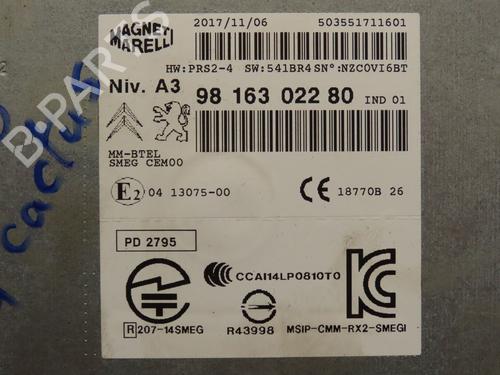 MAGNETI MARELLI
2017/11/06 503551711601
HW:PRS2-4 SW:541BR4 SN°:NZC0VI6BT
Niv. A3 98 163 022 80 IND 01
MM-BTEL
SMEG CEM00
E2 04 13075-00 CE 18770B 26
PD 2795
CCAI14LP0810T0
R 207-14SMEG R43998 MSIP-CMM-RX2-SMEGI
B-PARTS
cactus